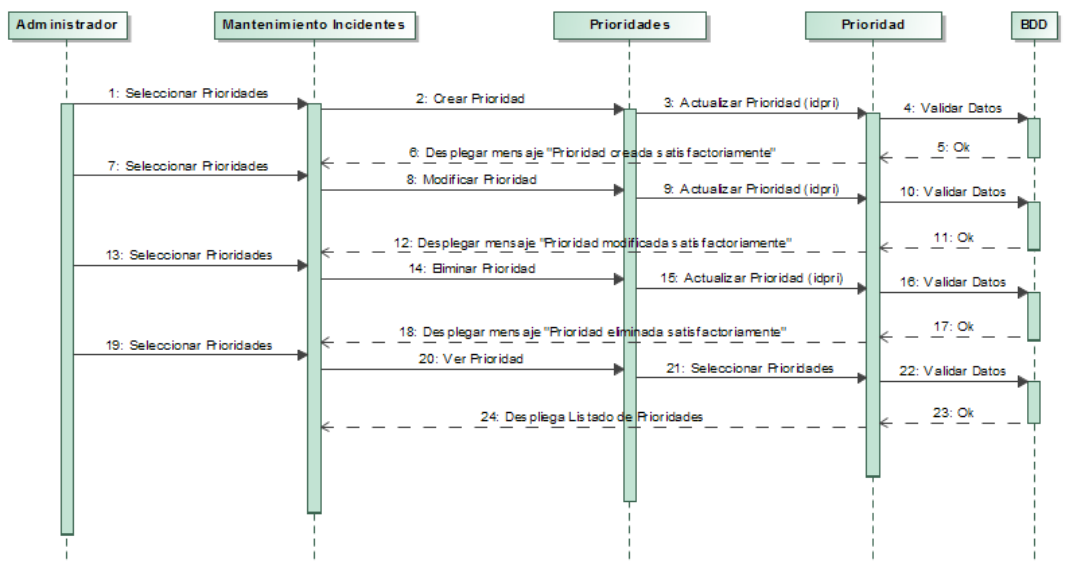 Administrador
Mantenimiento Incidentes
Prioridades
Prioridad
BDD
1: Seleccionar Prioridades
2: Crear Prioridad
3: Actualizar Prioridad (idpri)
4: Validar Datos
5: Ok
6: Desplegar mensaje "Prioridad creada satisfactoriamente"
7: Seleccionar Prioridades
8: Modificar Prioridad
9: Actualizar Prioridad (idpri)
10: Validar Datos
11: Ok
12: Desplegar mensaje "Prioridad modificada satisfactoriamente"
13: Seleccionar Prioridades
14: Eliminar Prioridad
15: Actualizar Prioridad (idpri)
16: Validar Datos
17: Ok
18: Desplegar mensaje "Prioridad eliminada satisfactoriamente"
19: Seleccionar Prioridades
20: Ver Prioridad
21: Seleccionar Prioridades
22: Validar Datos
23: Ok
24: Despliega Listado de Prioridades